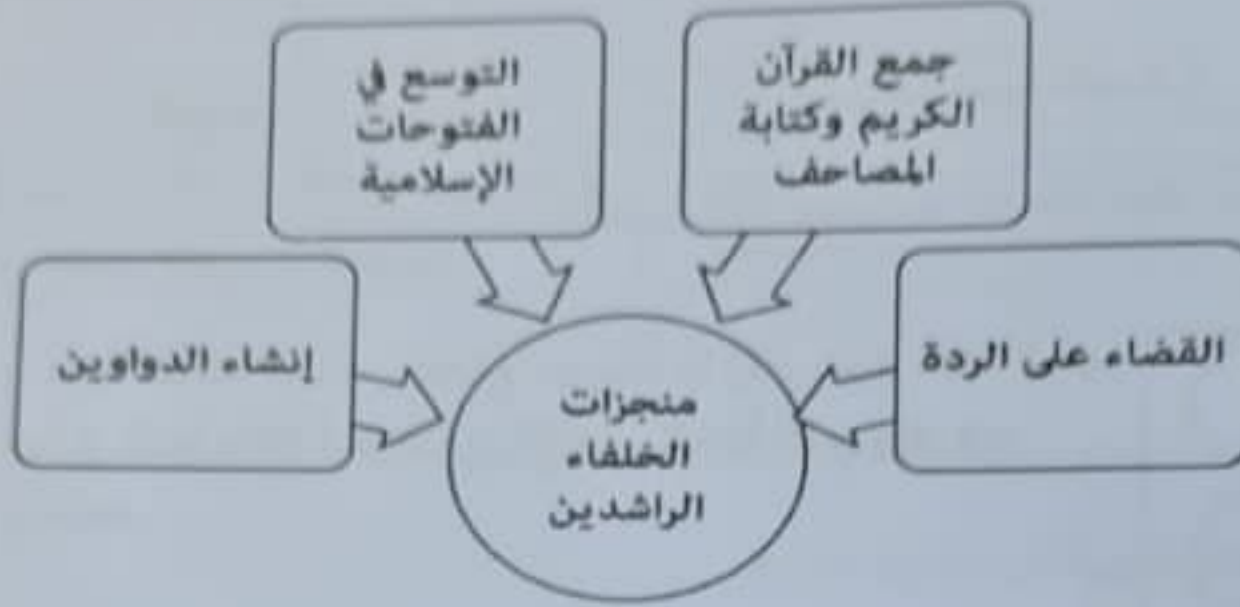 جمع القرآن
الكريم وكتابة
المصاحف
التوسع في
الفتوحات
الإسلامية
القضاء على الردة
إنشاء الدواوين
منجزات
الخلفاء
الراشدين